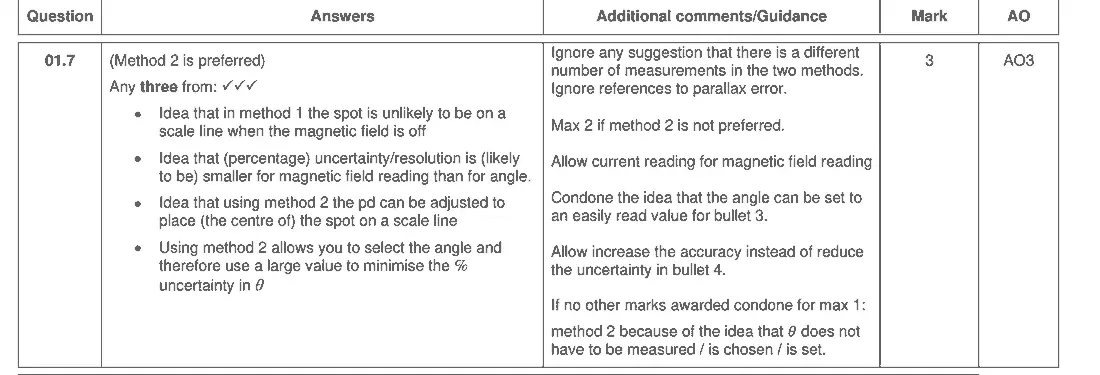 Question Answers Additional comments/Guidance Mark AO
01.7 (Method 2 is preferred)
Any three from: ✓✓✓
• Idea that in method 1 the spot is unlikely to be on a
scale line when the magnetic field is off
• Idea that (percentage) uncertainty/resolution is (likely
to be) smaller for magnetic field reading than for angle.
• Idea that using method 2 the pd can be adjusted to
place (the centre of) the spot on a scale line
• Using method 2 allows you to select the angle and
therefore use a large value to minimise the %
uncertainty in θ
Ignore any suggestion that there is a different
number of measurements in the two methods.
Ignore references to parallax error.
Max 2 if method 2 is not preferred.
Allow current reading for magnetic field reading
Condone the idea that the angle can be set to
an easily read value for bullet 3.
Allow increase the accuracy instead of reduce
the uncertainty in bullet 4.
If no other marks awarded condone for max 1:
method 2 because of the idea that θ does not
have to be measured / is chosen / is set.
3
AO3